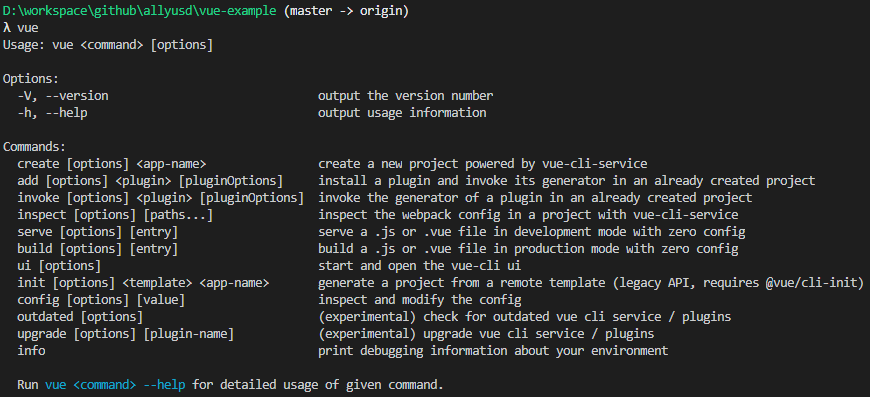 D:\workspace\github\allyusd\vue-example (master -> origin)
λ vue
Usage: vue <command> [options]

Options:
  -V, --version                              output the version number
  -h, --help                                 output usage information

Commands:
  create [options] <app-name>                create a new project powered by vue-cli-service
  add [options] <plugin> [pluginOptions]     install a plugin and invoke its generator in an already created project
  invoke [options] <plugin> [pluginOptions]  invoke the generator of a plugin in an already created project
  inspect [options] [paths...]               inspect the webpack config in a project with vue-cli-service
  serve [options] [entry]                    serve a .js or .vue file in development mode with zero config
  build [options] [entry]                    build a .js or .vue file in production mode with zero config
  ui [options]                               start and open the vue-cli ui
  init [options] <template> <app-name>       generate a project from a remote template (legacy API, requires @vue/cli-init)
  config [options] [value]                   inspect and modify the config
  outdated [options]                         (experimental) check for outdated vue cli service / plugins
  upgrade [options] [plugin-name]            (experimental) upgrade vue cli service / plugins
  info                                       print debugging information about your environment

  Run vue <command> --help for detailed usage of given command.